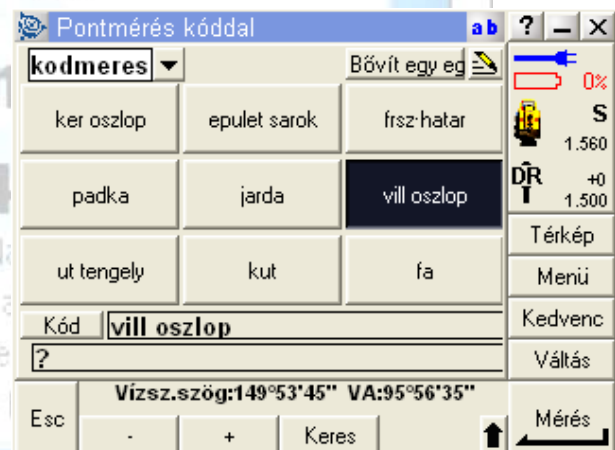 Pontmérés kóddal ab ? – X
kodmeres Bővít egy eg
0%
ker oszlop epulet sarok frsz·hatar
S
1.560
padka jarda vill oszlop
DR +0
T 1.500
Térkép
ut tengely kut fa
Menü
Kód vill oszlop
Kedvenc
?
Váltás
Vízsz.szög:149°53'45" VA:95°56'35"
Esc - + Keres
Mérés